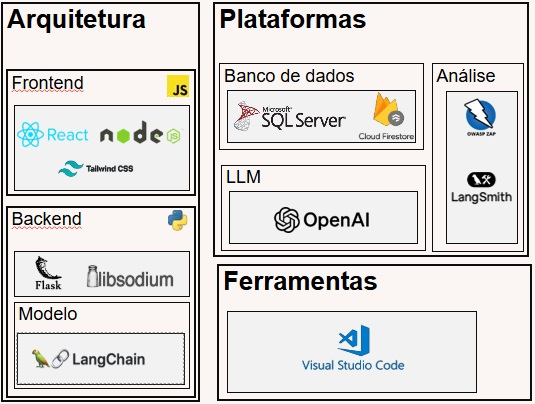 Arquitetura
Frontend
JS
React
node
JS
Tailwind CSS
Backend
Flask
libsodium
Modelo
LangChain
Plataformas
Banco de dados
Microsoft
SQL Server
Cloud Firestore
LLM
OpenAI
Análise
OWASP ZAP
LangSmith
Ferramentas
Visual Studio Code